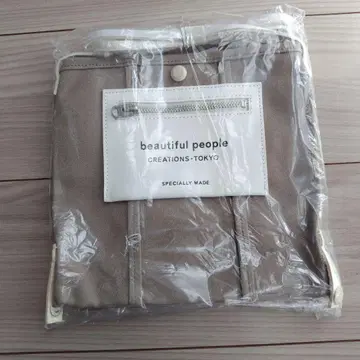 beautiful people
CREATIONS・TOKYO
SPECIALLY MADE